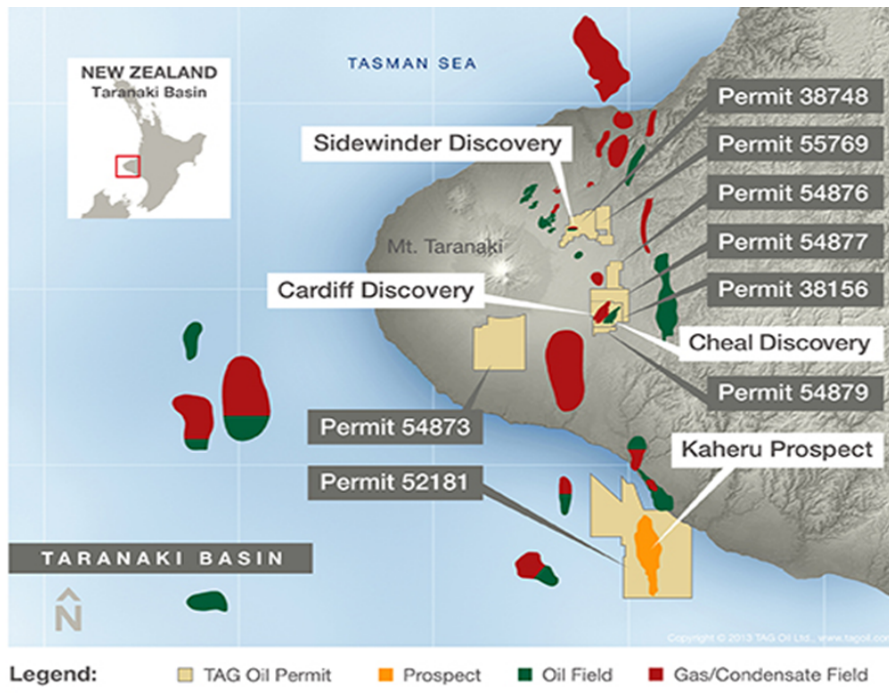 NEW ZEALAND
Taranaki Basin
TASMAN SEA
Permit 38748
Sidewinder Discovery
Permit 55769
Permit 54876
Mt. Taranaki
Permit 54877
Cardiff Discovery
Permit 38156
Cheal Discovery
Permit 54879
Permit 54873
Kaheru Prospect
Permit 52181
TARANAKI BASIN
N
Copyright © 2013 TAG Oil Ltd., www.tagoil.com
Legend:
TAG Oil Permit
Prospect
Oil Field
Gas/Condensate Field